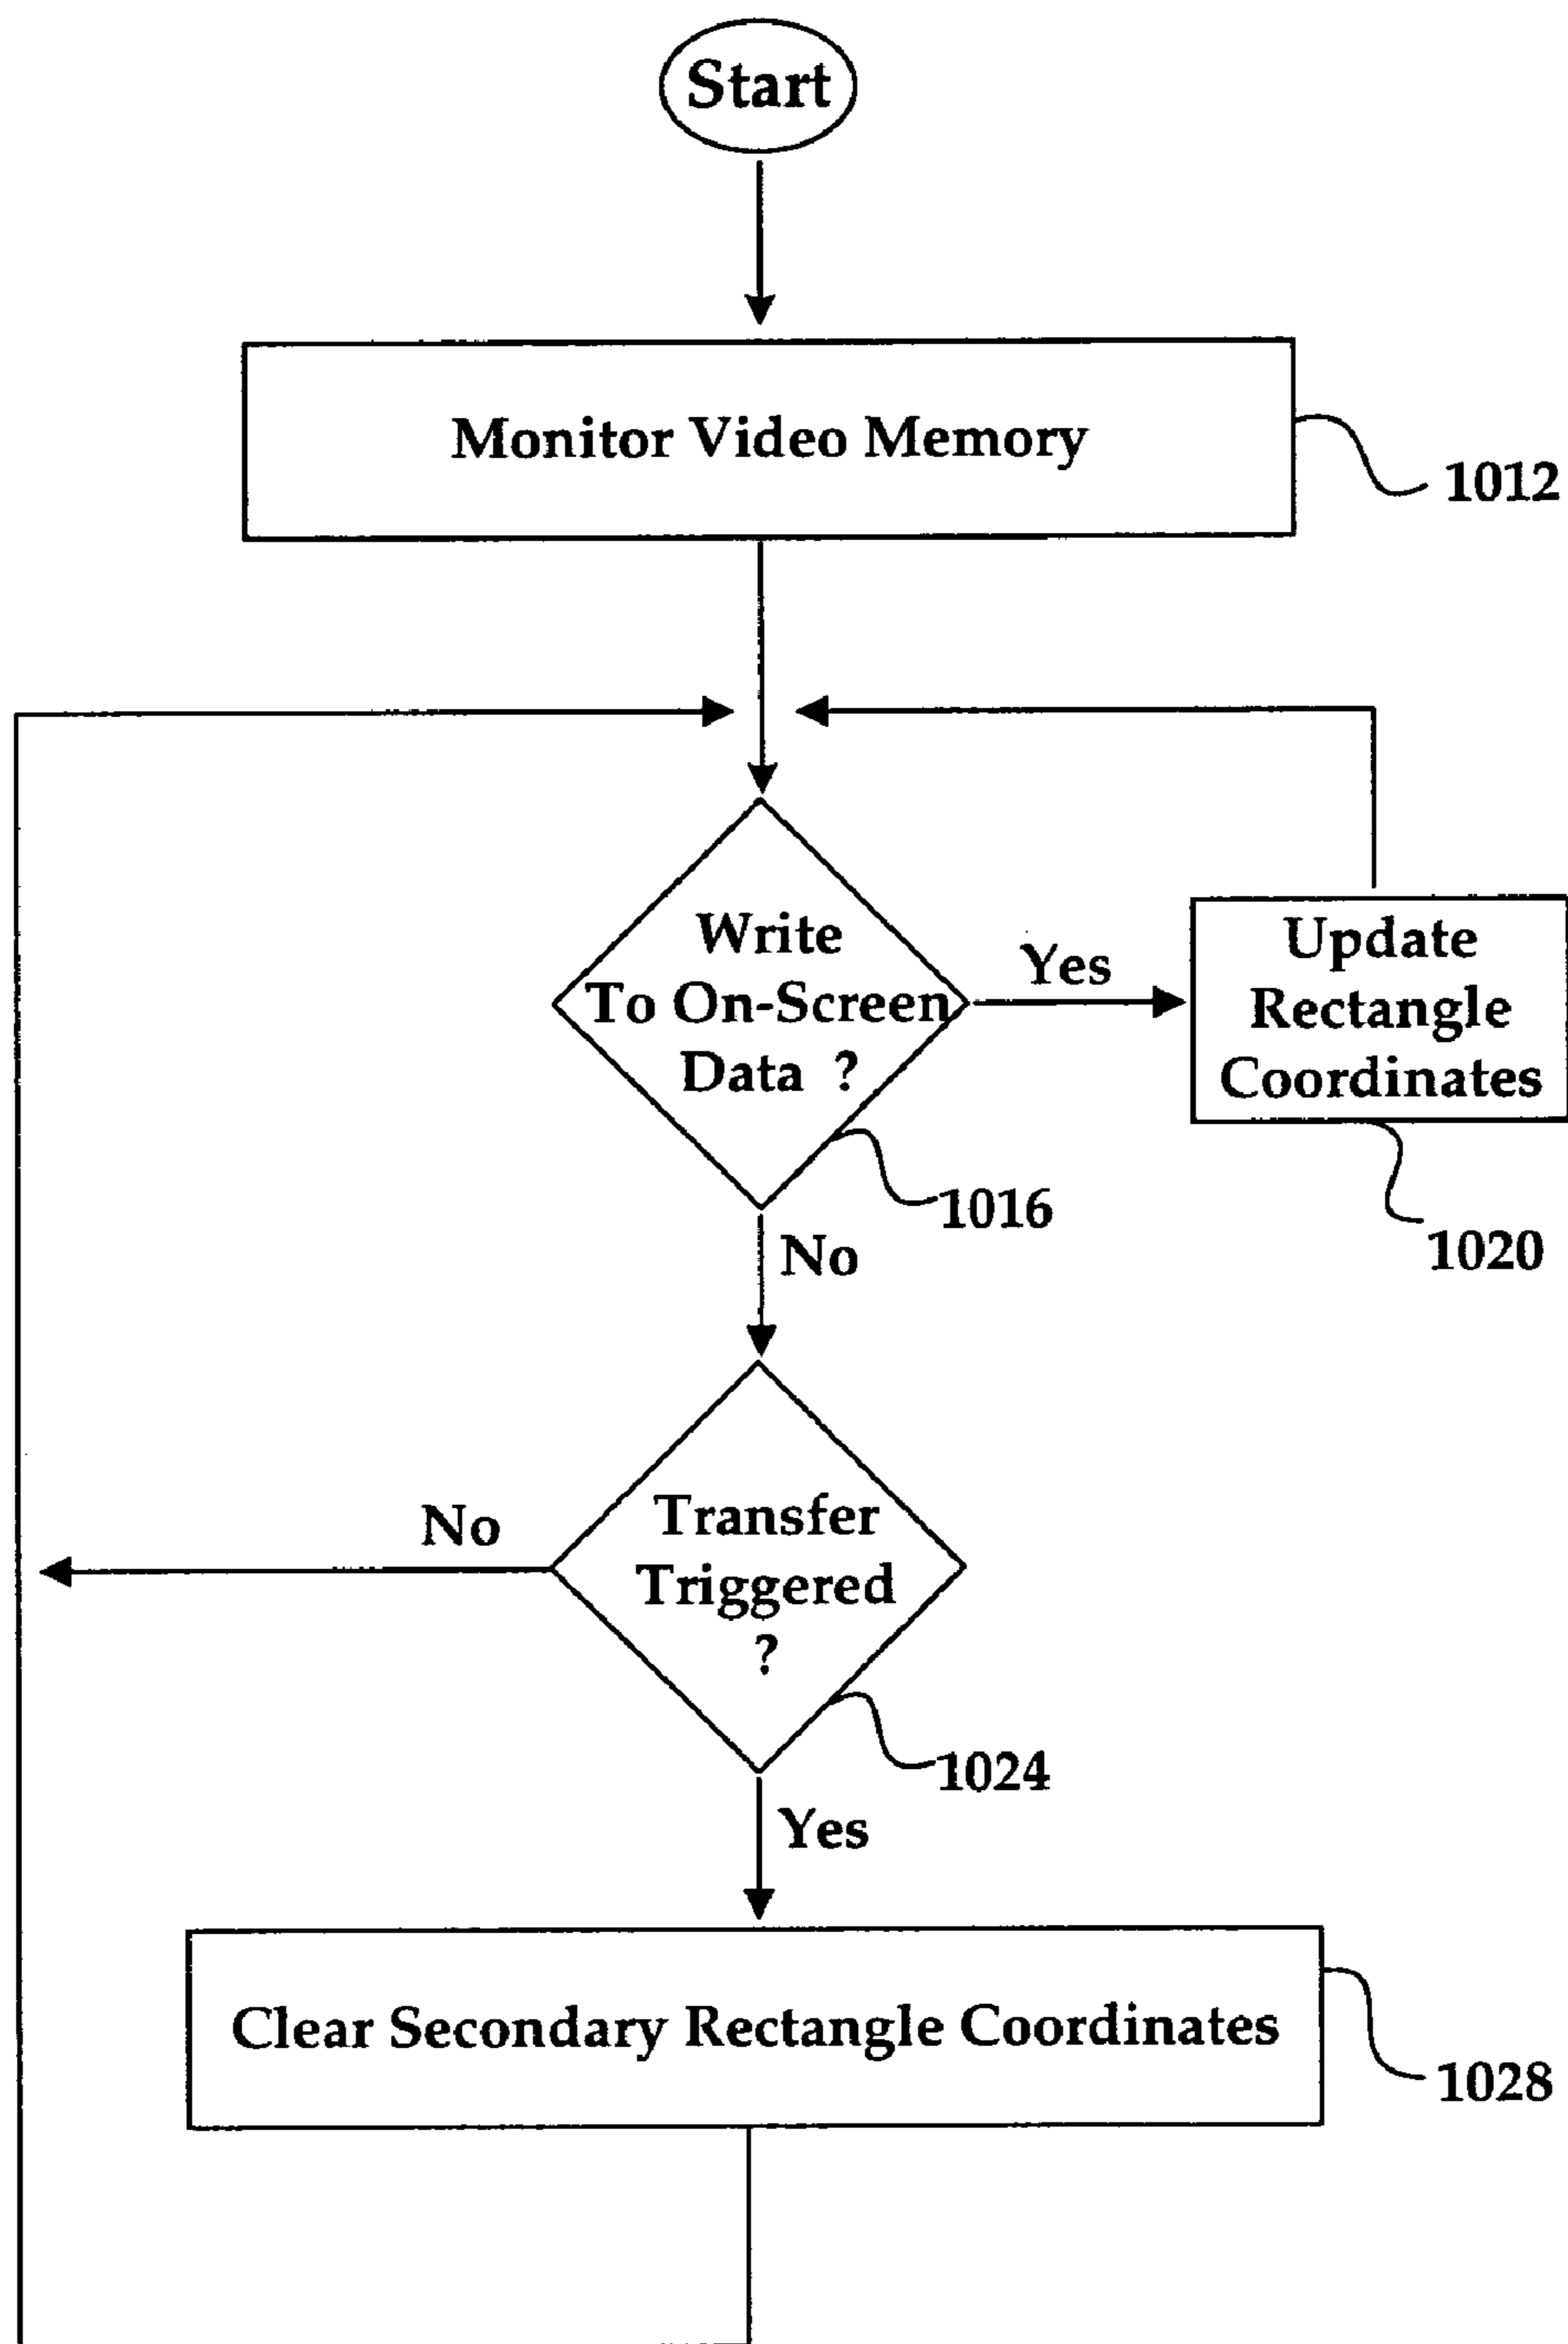 Start
Monitor Video Memory
1012
Write
To On-Screen
Data ?
Yes
Update
Rectangle
Coordinates
1016
1020
No
Transfer
Triggered
?
No
1024
Yes
Clear Secondary Rectangle Coordinates
1028